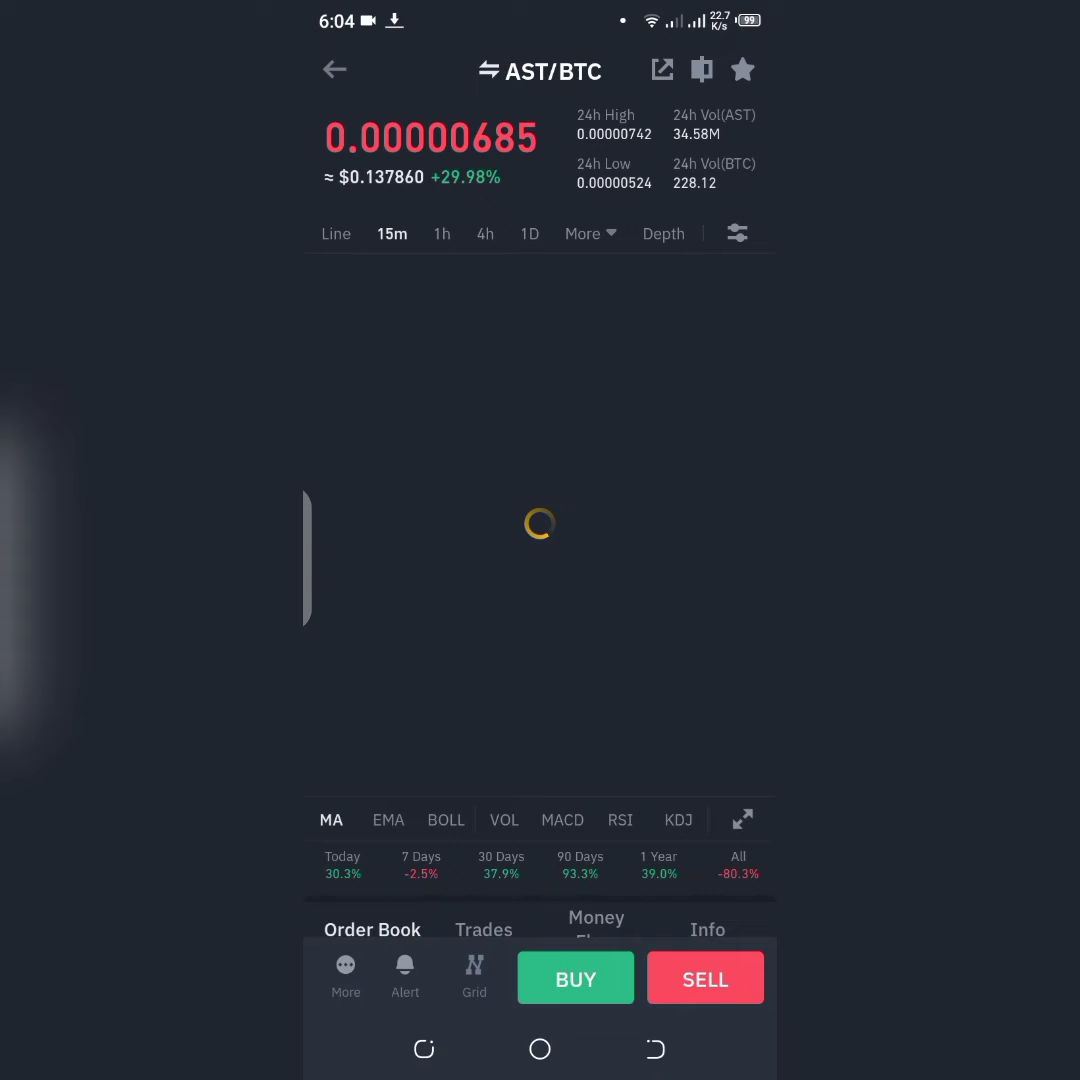 6:04 22.7 K/s 99
AST/BTC
0.00000685
≈ $0.137860 +29.98%
24h High 24h Vol(AST)
0.00000742 34.58M
24h Low 24h Vol(BTC)
0.00000524 228.12
Line 15m 1h 4h 1D More Depth
MA EMA BOLL VOL MACD RSI KDJ
Today 7 Days 30 Days 90 Days 1 Year All
30.3% -2.5% 37.9% 93.3% 39.0% -80.3%
Order Book Trades Money Info
More Alert Grid BUY SELL